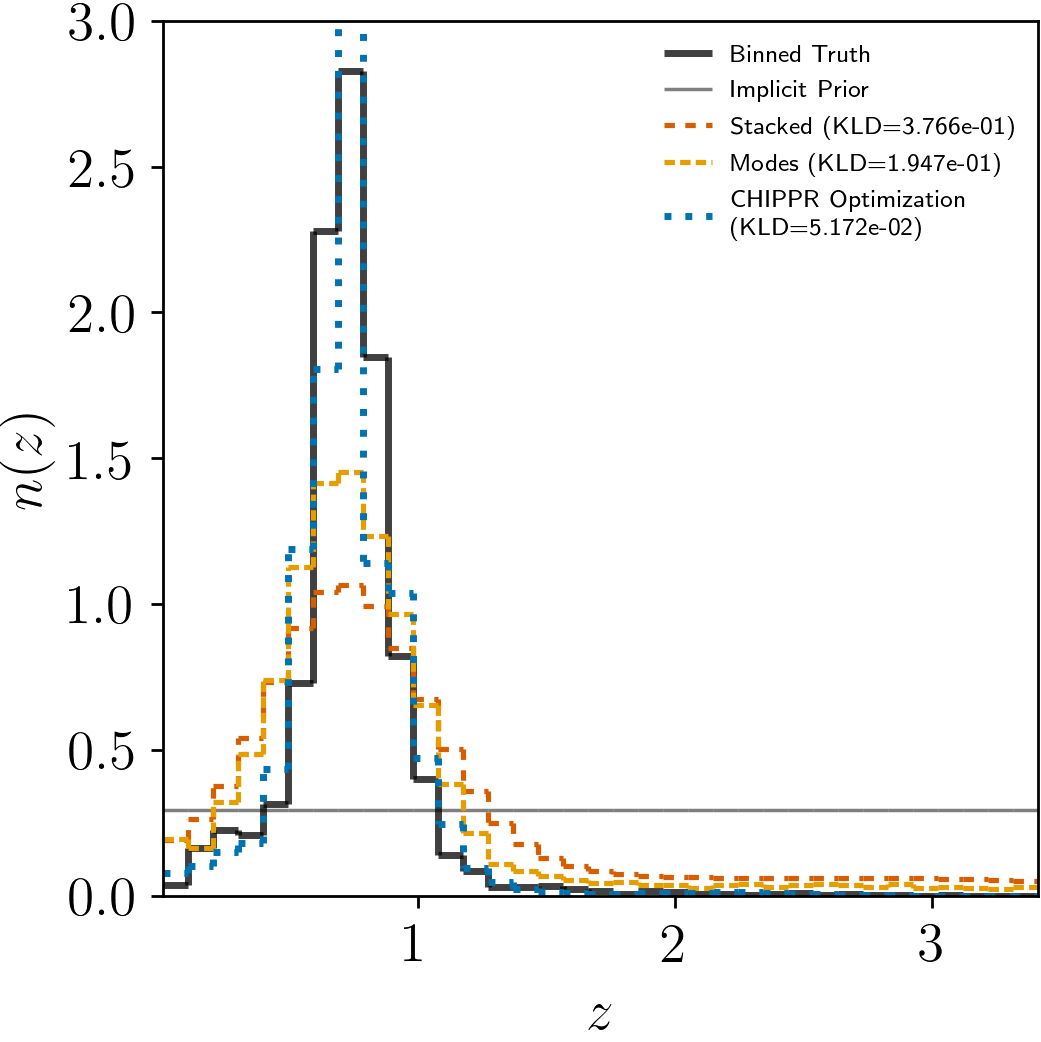 3.0
2.5
2.0
1.5
1.0
0.5
0.0
n(z)
1
2
3
z
Binned Truth
Implicit Prior
Stacked (KLD=3.766e-01)
Modes (KLD=1.947e-01)
CHIPPR Optimization
(KLD=5.172e-02)